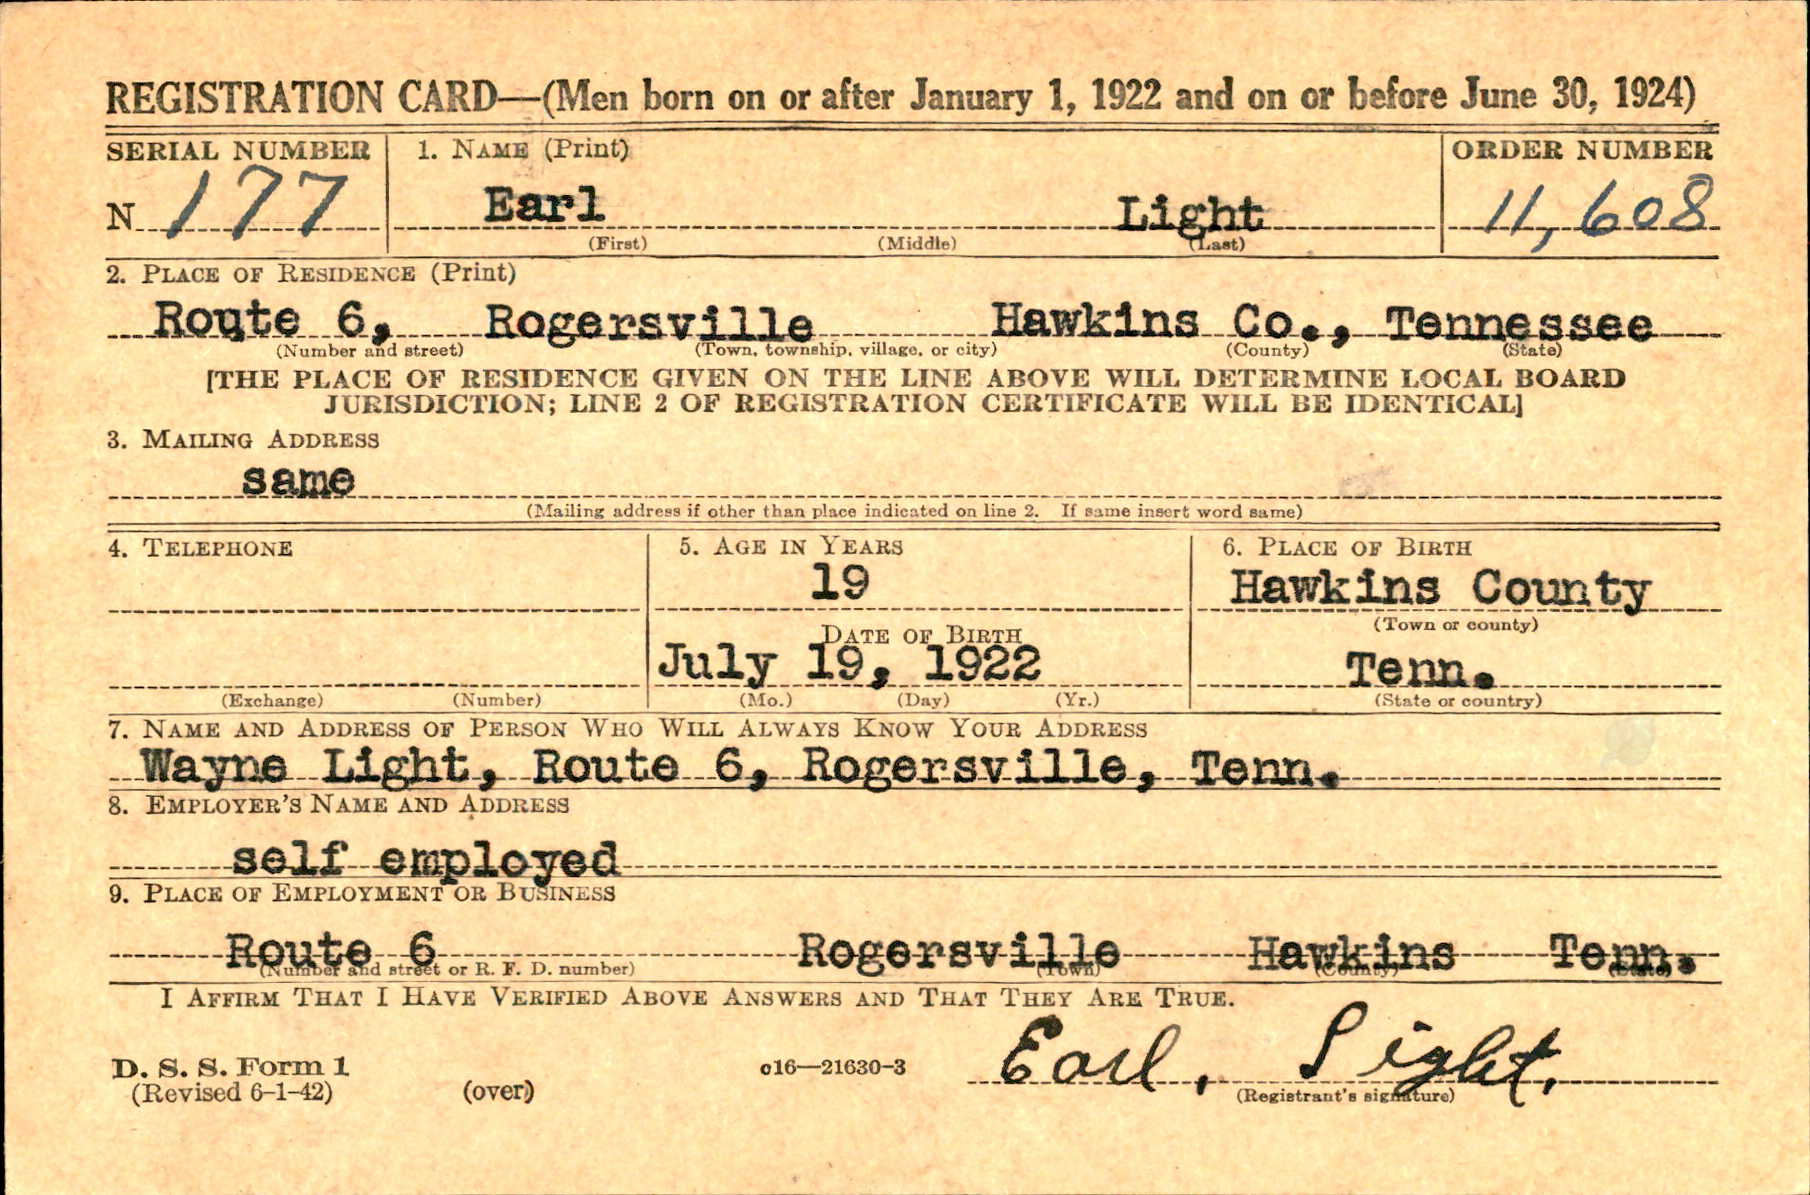 REGISTRATION CARD—(Men born on or after January 1, 1922 and on or before June 30, 1924)
SERIAL NUMBER 1. NAME (Print) ORDER NUMBER
N 177 Earl Light 11,608
(First) (Middle) (Last)
2. PLACE OF RESIDENCE (Print)
Route 6, Rogersville Hawkins Co., Tennessee
(Number and street) (Town, township, village, or city) (County) (State)
[THE PLACE OF RESIDENCE GIVEN ON THE LINE ABOVE WILL DETERMINE LOCAL BOARD
JURISDICTION; LINE 2 OF REGISTRATION CERTIFICATE WILL BE IDENTICAL]
3. MAILING ADDRESS
same
(Mailing address if other than place indicated on line 2. If same insert word same)
4. TELEPHONE 5. AGE IN YEARS 6. PLACE OF BIRTH
19 Hawkins County
(Town or county)
DATE OF BIRTH
July 19, 1922 Tenn.
(Exchange) (Number) (Mo.) (Day) (Yr.) (State or country)
7. NAME AND ADDRESS OF PERSON WHO WILL ALWAYS KNOW YOUR ADDRESS
Wayne Light, Route 6, Rogersville, Tenn.
8. EMPLOYER'S NAME AND ADDRESS
self employed
9. PLACE OF EMPLOYMENT OR BUSINESS
Route 6 Rogersville Hawkins Tenn.
(Number and street or R. F. D. number) (Town) (County) (State)
I AFFIRM THAT I HAVE VERIFIED ABOVE ANSWERS AND THAT THEY ARE TRUE.
Earl, Light,
D. S. S. Form 1 c16—21630-3
(Revised 6-1-42) (over) (Registrant's signature)